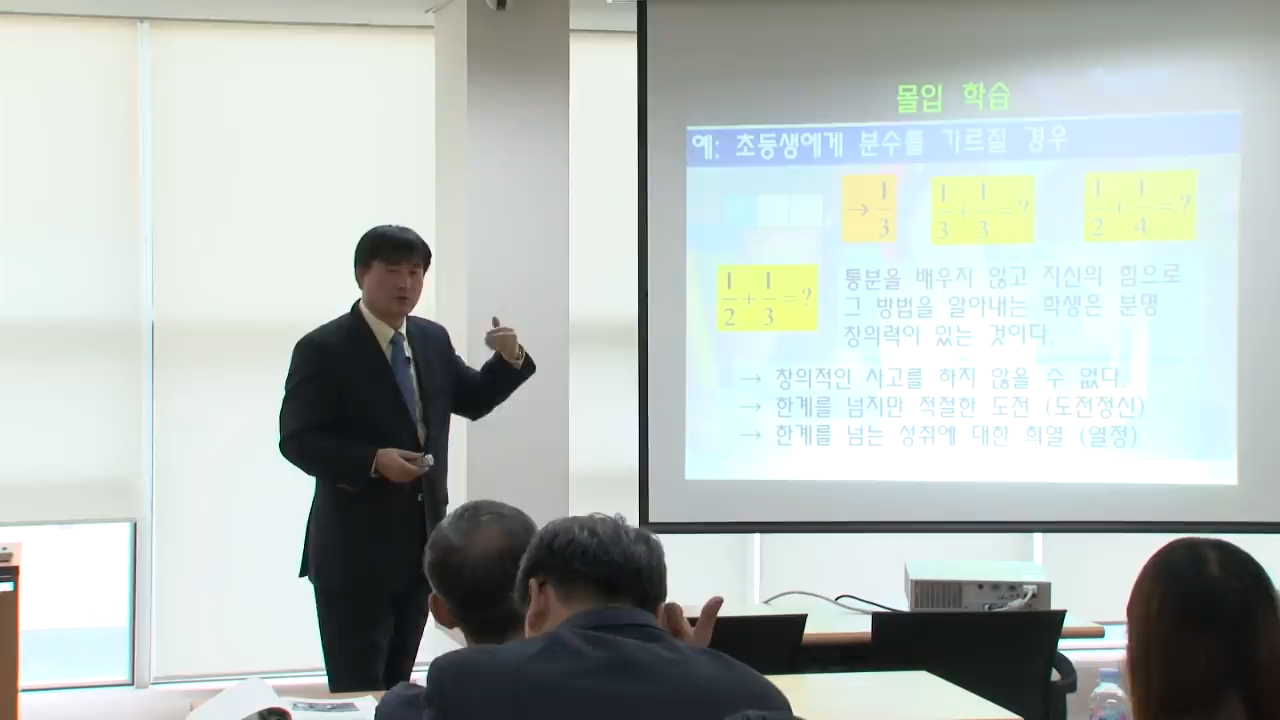 몰입 학습
예: 초등생에게 분수를 가르칠 경우
→ 1/3
1/3 + 1/3 = ?
1/2 + 1/4 = ?
1/2 + 1/3 = ?
통분을 배우지 않고 자신의 힘으로
그 방법을 알아내는 학생은 분명
창의력이 있는 것이다.
→ 창의적인 사고를 하지 않을 수 없다.
→ 한계를 넘지만 적절한 도전 (도전정신)
→ 한계를 넘는 성취에 대한 희열 (열정)